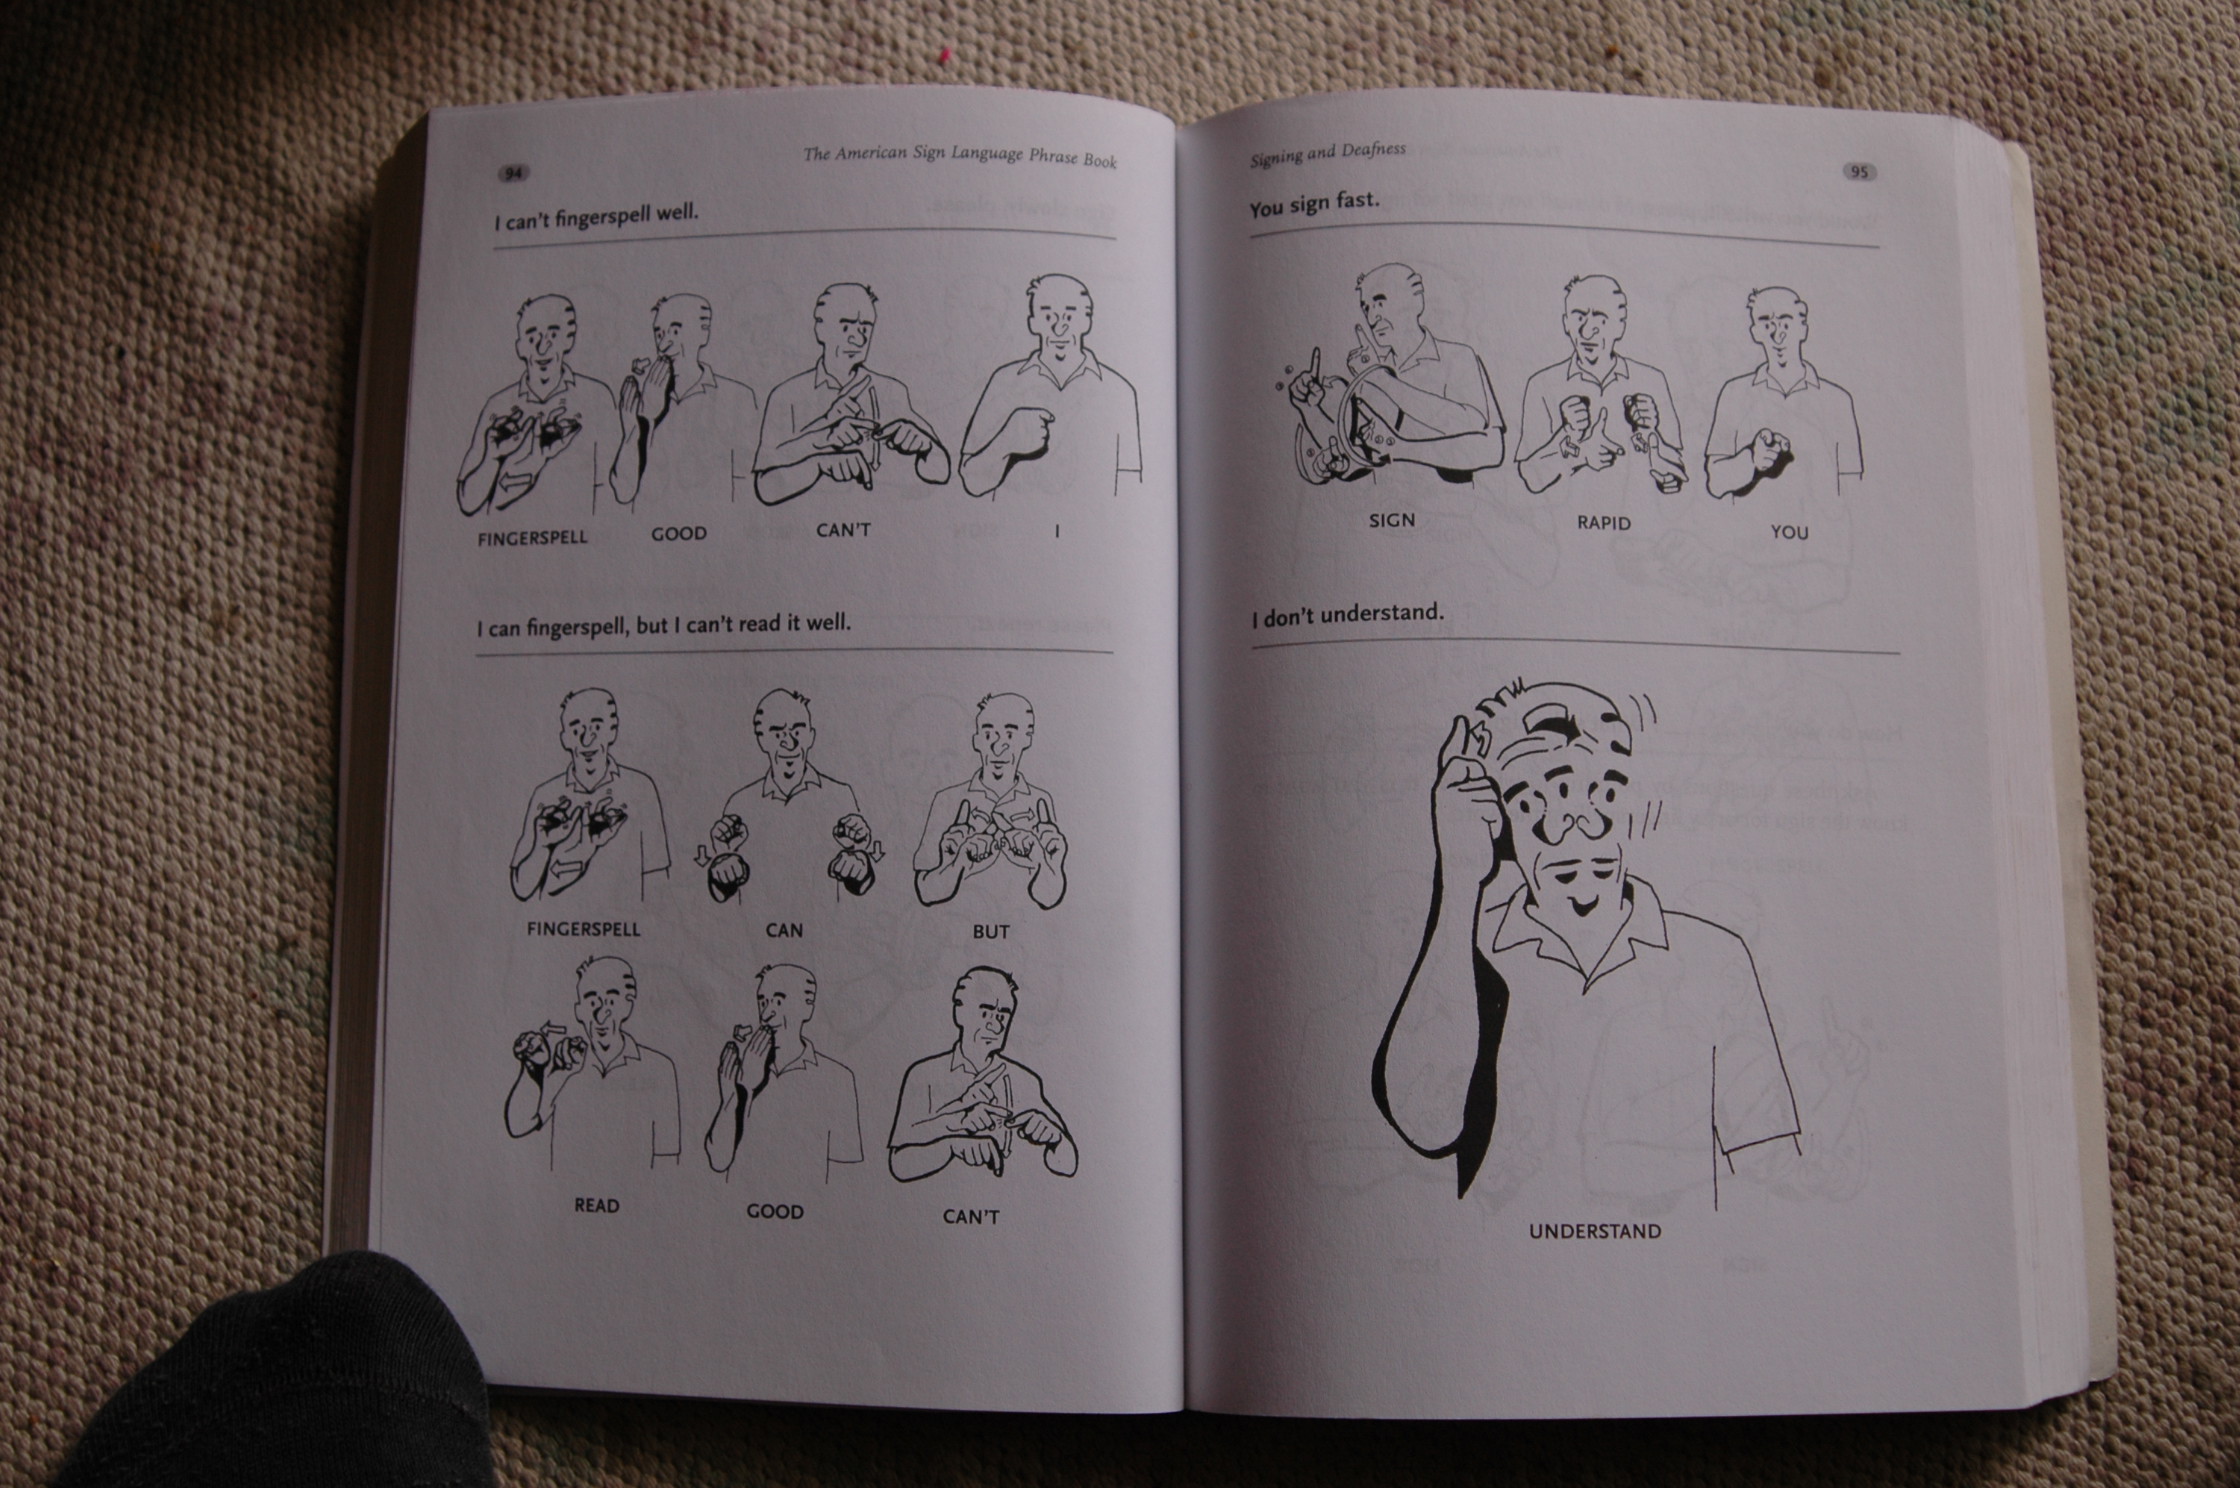 94
The American Sign Language Phrase Book
I can't fingerspell well.
FINGERSPELL GOOD CAN'T I
I can fingerspell, but I can't read it well.
FINGERSPELL CAN BUT
READ GOOD CAN'T
Signing and Deafness
95
You sign fast.
SIGN RAPID YOU
I don't understand.
UNDERSTAND